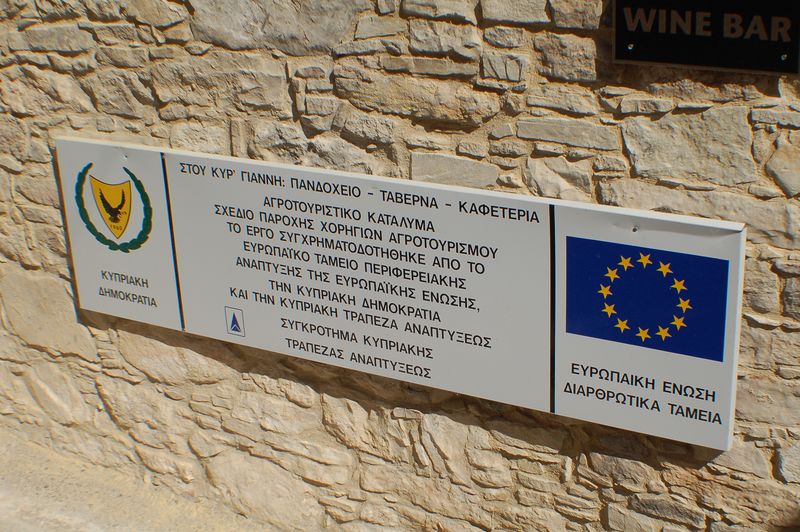 WINE BAR
1960
ΚΥΠΡΙΑΚΗ
ΔΗΜΟΚΡΑΤΙΑ
ΣΤΟΥ ΚΥΡ' ΓΙΑΝΝΗ: ΠΑΝΔΟΧΕΙΟ - ΤΑΒΕΡΝΑ - ΚΑΦΕΤΕΡΙΑ
ΑΓΡΟΤΟΥΡΙΣΤΙΚΟ ΚΑΤΑΛΥΜΑ
ΣΧΕΔΙΟ ΠΑΡΟΧΗΣ ΧΟΡΗΓΙΩΝ ΑΓΡΟΤΟΥΡΙΣΜΟΥ
ΤΟ ΕΡΓΟ ΣΥΓΧΡΗΜΑΤΟΔΟΤΗΘΗΚΕ ΑΠΟ ΤΟ
ΕΥΡΩΠΑΪΚΟ ΤΑΜΕΙΟ ΠΕΡΙΦΕΡΕΙΑΚΗΣ
ΑΝΑΠΤΥΞΗΣ ΤΗΣ ΕΥΡΩΠΑΪΚΗΣ ΕΝΩΣΗΣ,
ΤΗΝ ΚΥΠΡΙΑΚΗ ΔΗΜΟΚΡΑΤΙΑ
ΚΑΙ ΤΗΝ ΚΥΠΡΙΑΚΗ ΤΡΑΠΕΖΑ ΑΝΑΠΤΥΞΕΩΣ
ΣΥΓΚΡΟΤΗΜΑ ΚΥΠΡΙΑΚΗΣ
ΤΡΑΠΕΖΑΣ ΑΝΑΠΤΥΞΕΩΣ
ΕΥΡΩΠΑΙΚΗ ΕΝΩΣΗ
ΔΙΑΡΘΡΩΤΙΚΑ ΤΑΜΕΙΑ